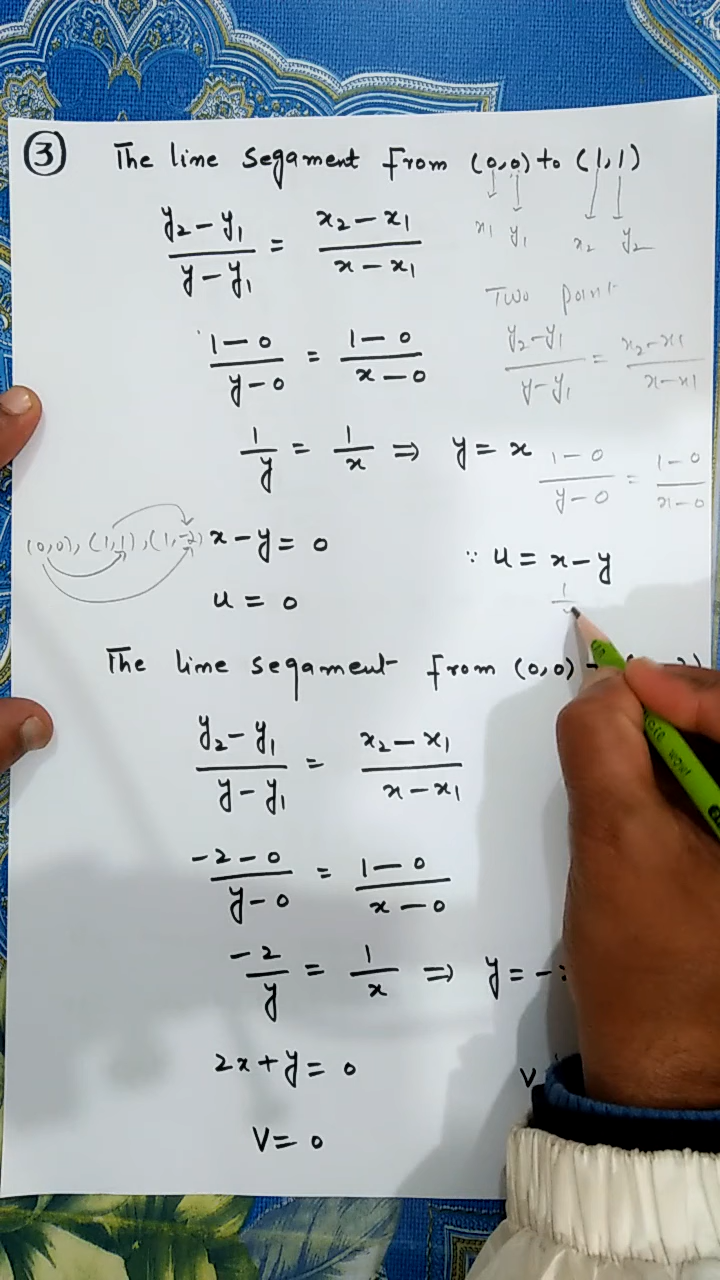 ③ The line segament from (0,0) to (1,1)
x1 y1 x2 y2
y₂ − y₁ / y − y₁ = x₂ − x₁ / x − x₁
Two point
y₂−y₁ / y−y₁ = x₂−x1 / x−x1
1−0 / y−0 = 1−0 / x−0
1/y = 1/x ⇒ y = x
1−0 / y−0 = 1−0 / x−0
(0,0), (1,1), (1,−2)
x − y = 0
∵ u = x − y
u = 0
1
The line segament from (0,0)
y₂ − y₁ / y − y₁ = x₂ − x₁ / x − x₁
−2−0 / y−0 = 1−0 / x−0
−2/y = 1/x ⇒ y = −
2x + y = 0
V
V = 0